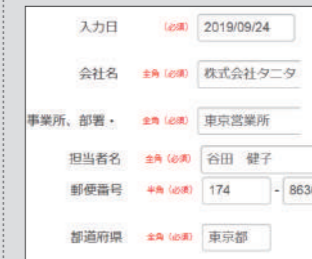 入力日 (必須) 2019/09/24
会社名 全角 (必須) 株式会社タニタ
事業所、部署・ 全角 (必須) 東京営業所
担当者名 全角 (必須) 谷田 健子
郵便番号 半角 (必須) 174 - 8630
都道府県 全角 (必須) 東京都